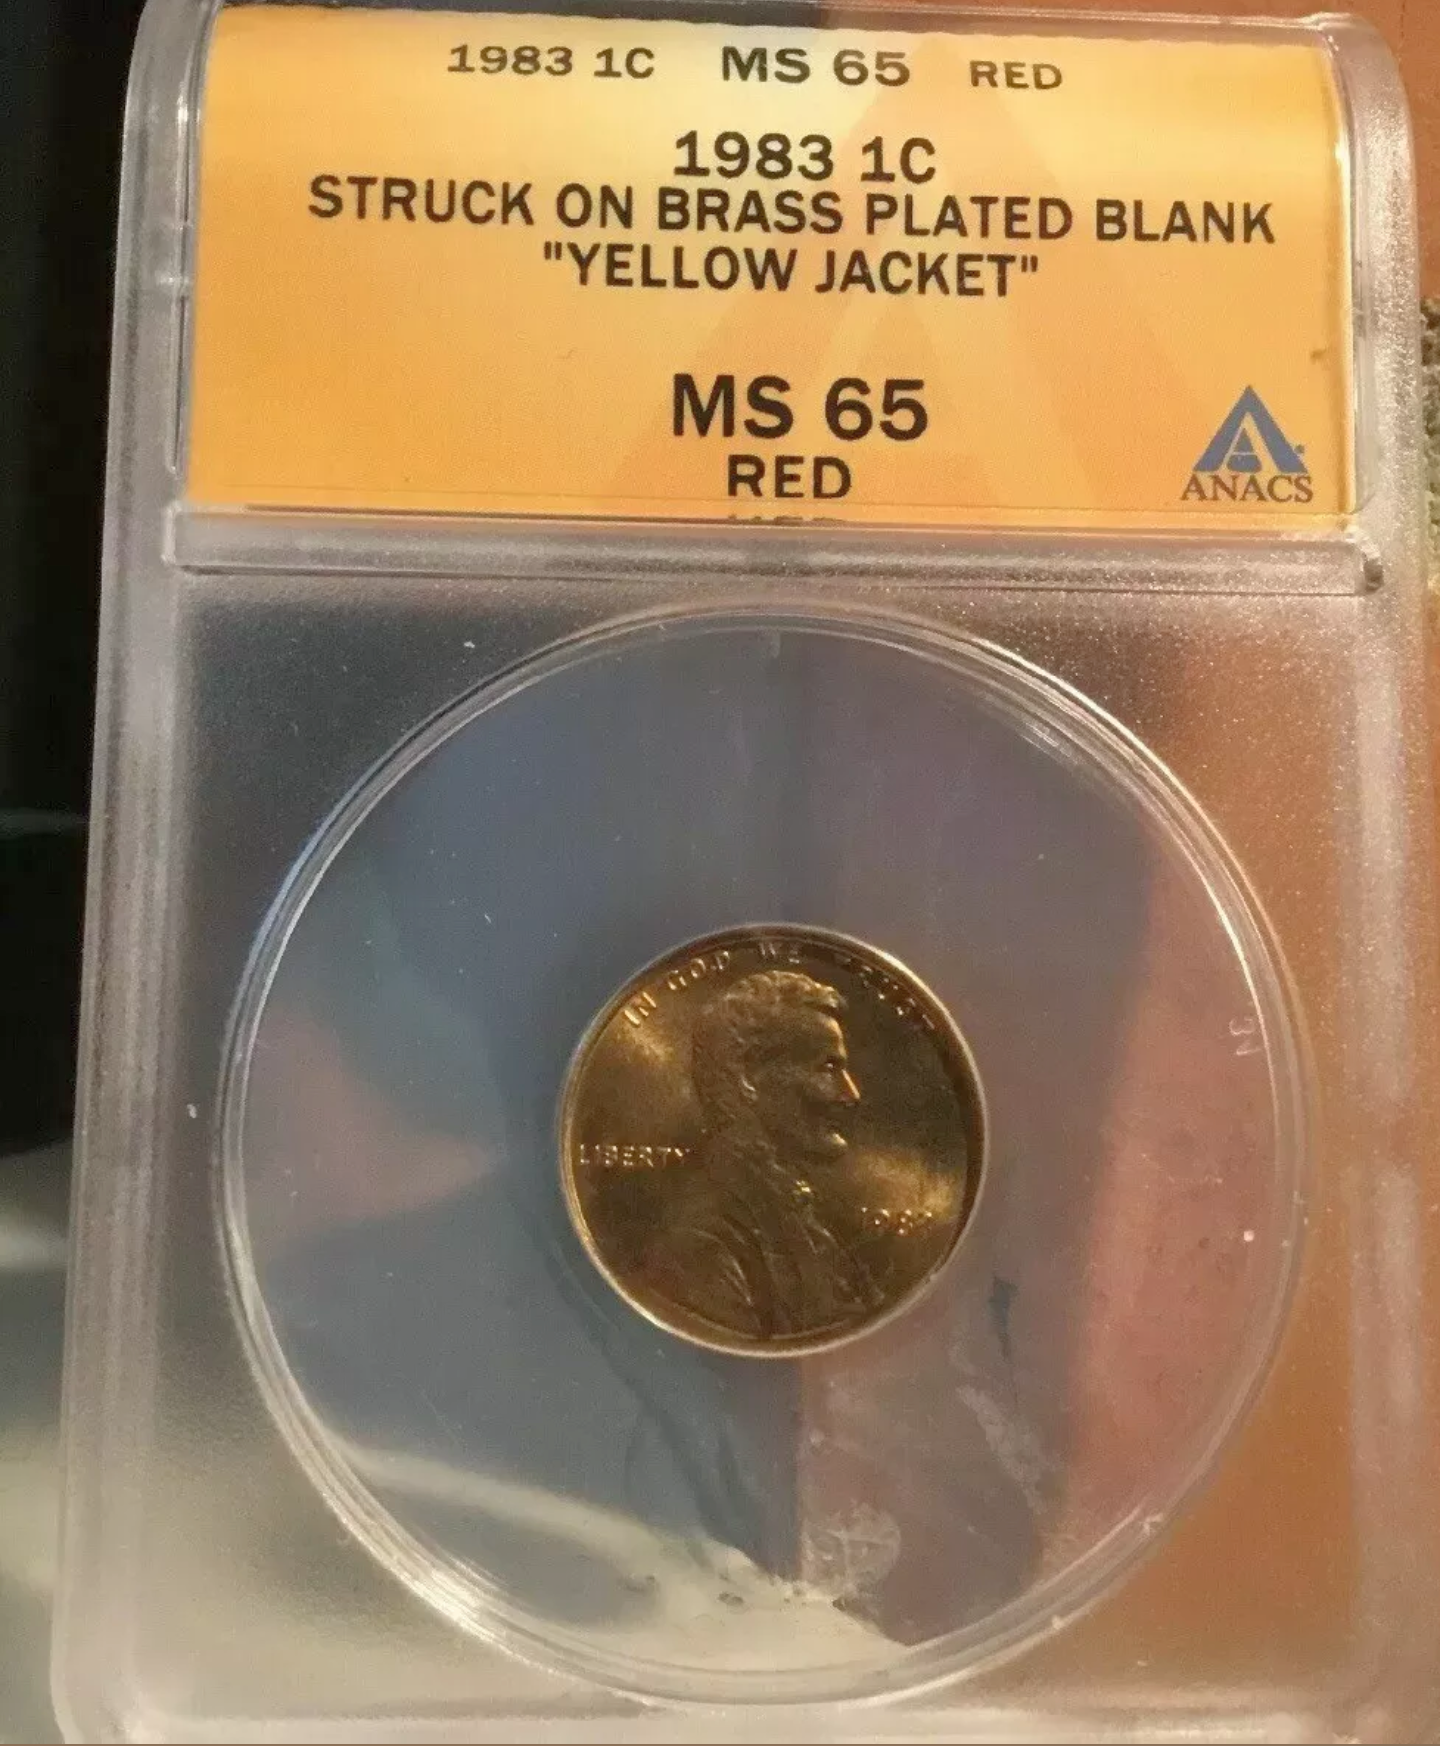 1983 1C MS 65 RED
1983 1C
STRUCK ON BRASS PLATED BLANK
"YELLOW JACKET"
MS 65
RED
ANACS
IN GOD WE TRUST
LIBERTY